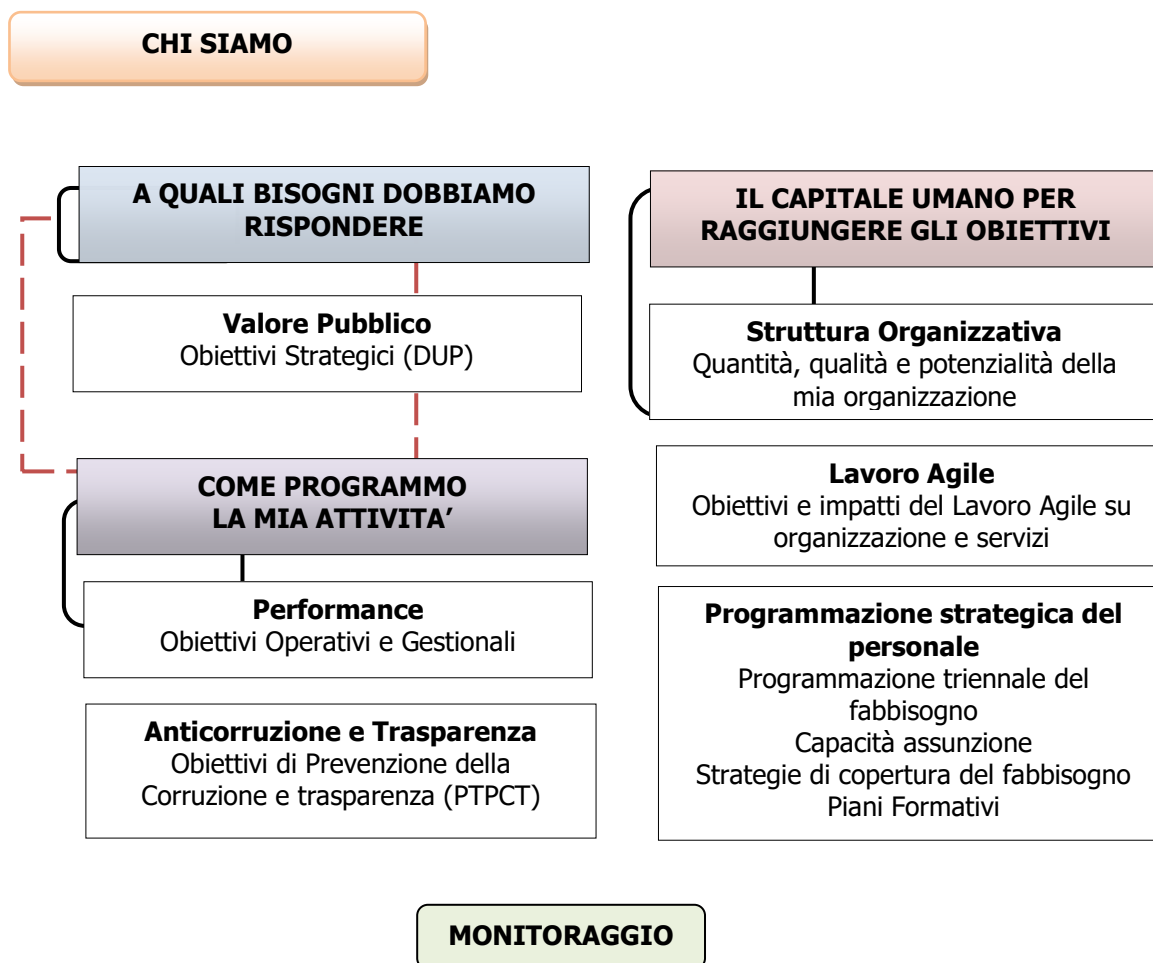 CHI SIAMO
A QUALI BISOGNI DOBBIAMO
RISPONDERE
Valore Pubblico
Obiettivi Strategici (DUP)
COME PROGRAMMO
LA MIA ATTIVITA’
Performance
Obiettivi Operativi e Gestionali
Anticorruzione e Trasparenza
Obiettivi di Prevenzione della
Corruzione e trasparenza (PTPCT)
IL CAPITALE UMANO PER
RAGGIUNGERE GLI OBIETTIVI
Struttura Organizzativa
Quantità, qualità e potenzialità della
mia organizzazione
Lavoro Agile
Obiettivi e impatti del Lavoro Agile su
organizzazione e servizi
Programmazione strategica del
personale
Programmazione triennale del
fabbisogno
Capacità assunzione
Strategie di copertura del fabbisogno
Piani Formativi
MONITORAGGIO